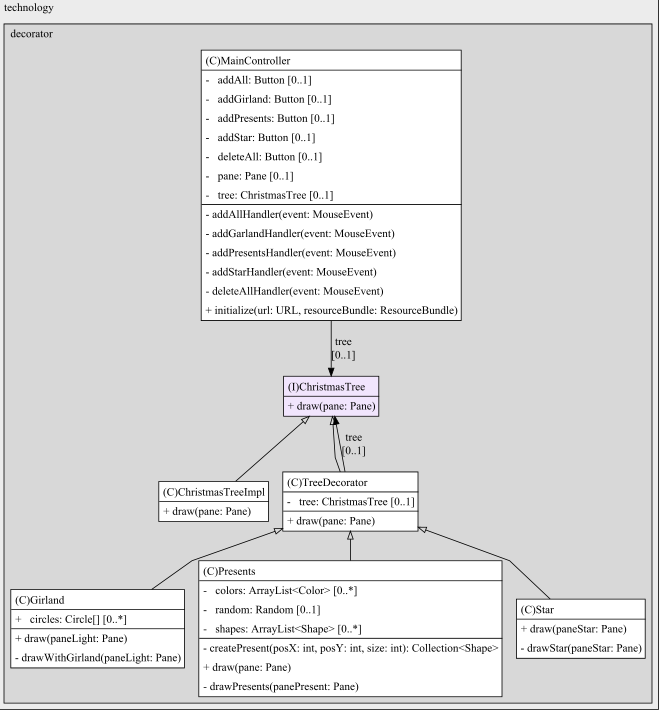 technology
decorator
(C)MainController
- addAll: Button [0..1]
- addGirland: Button [0..1]
- addPresents: Button [0..1]
- addStar: Button [0..1]
- deleteAll: Button [0..1]
- pane: Pane [0..1]
- tree: ChristmasTree [0..1]
- addAllHandler(event: MouseEvent)
- addGarlandHandler(event: MouseEvent)
- addPresentsHandler(event: MouseEvent)
- addStarHandler(event: MouseEvent)
- deleteAllHandler(event: MouseEvent)
+ initialize(url: URL, resourceBundle: ResourceBundle)
tree
[0..1]
(I)ChristmasTree
+ draw(pane: Pane)
tree
[0..1]
(C)ChristmasTreeImpl
+ draw(pane: Pane)
(C)TreeDecorator
- tree: ChristmasTree [0..1]
+ draw(pane: Pane)
(C)Girland
+ circles: Circle[] [0..*]
+ draw(paneLight: Pane)
- drawWithGirland(paneLight: Pane)
(C)Presents
- colors: ArrayList<Color> [0..*]
- random: Random [0..1]
- shapes: ArrayList<Shape> [0..*]
- createPresent(posX: int, posY: int, size: int): Collection<Shape>
+ draw(pane: Pane)
- drawPresents(panePresent: Pane)
(C)Star
+ draw(paneStar: Pane)
- drawStar(paneStar: Pane)